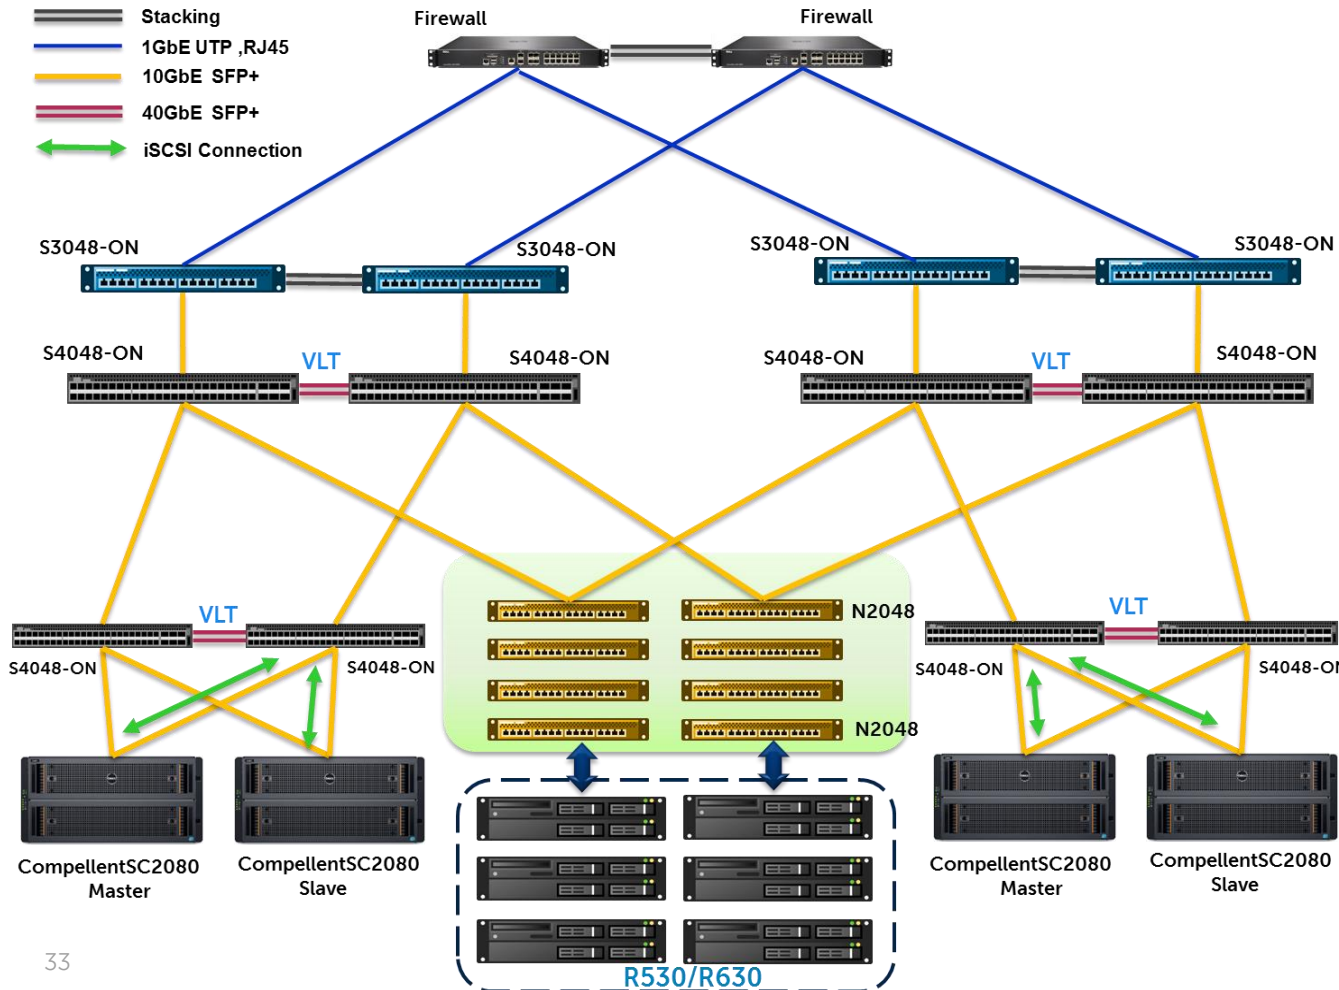 Stacking
1GbE UTP ,RJ45
10GbE SFP+
40GbE SFP+
iSCSI Connection
Firewall
Firewall
S3048-ON
S3048-ON
S3048-ON
S3048-ON
S4048-ON
VLT
S4048-ON
S4048-ON
VLT
S4048-ON
VLT
S4048-ON
S4048-ON
N2048
N2048
VLT
S4048-ON
S4048-ON
CompellentSC2080
Master
CompellentSC2080
Slave
CompellentSC2080
Master
CompellentSC2080
Slave
R530/R630
33